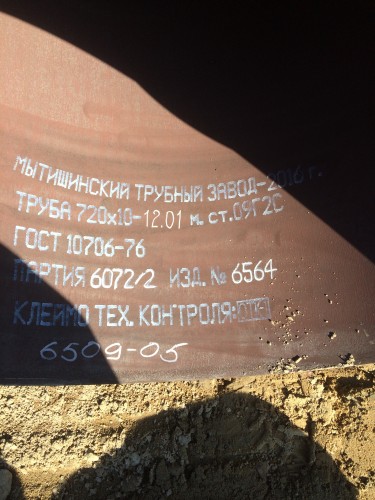 МЫТИЩИНСКИЙ ТРУБНЫЙ ЗАВОД-2016 г.
ТРУБА 720х10-12.01 м. ст.09Г2С
ГОСТ 10706-76
ПАРТИЯ 6072/2 ИЗД. № 6564
КЛЕЙМО ТЕХ. КОНТРОЛЯ:
6509-05